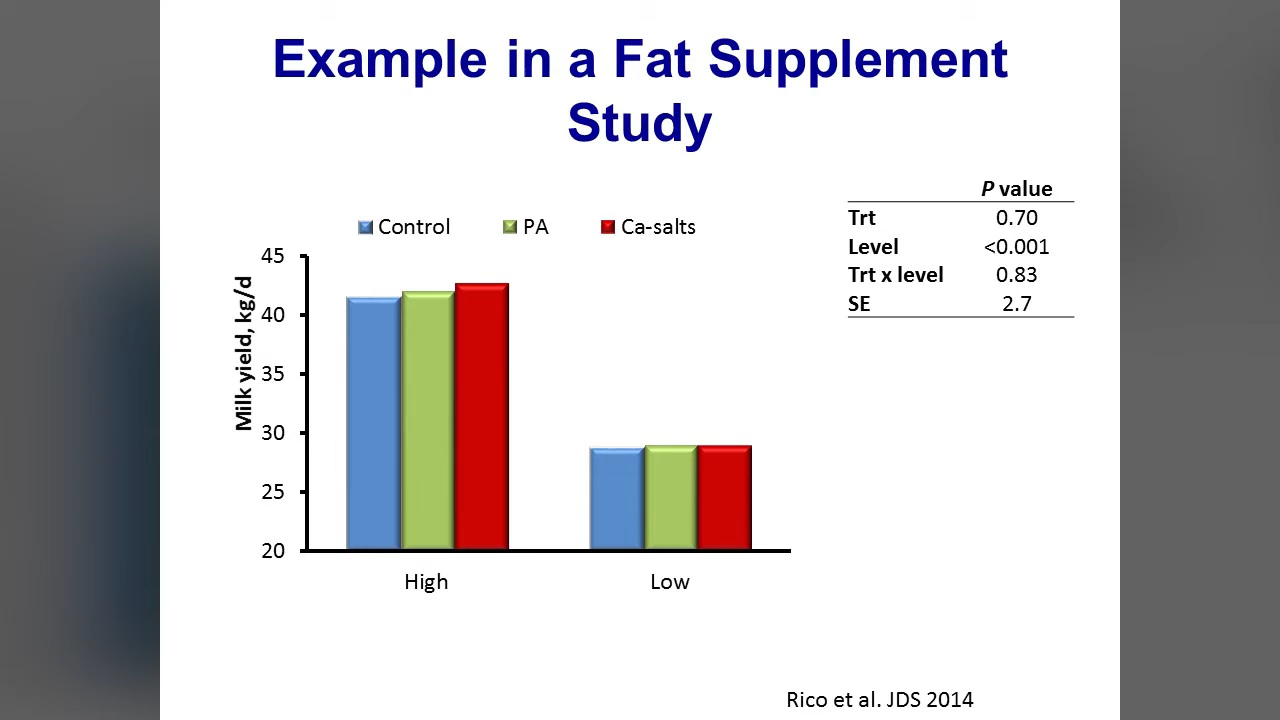 Example in a Fat Supplement
Study
P value
Trt 0.70
Level <0.001
Trt x level 0.83
SE 2.7
Control PA Ca-salts
Milk yield, kg/d
45
40
35
30
25
20
High Low
Rico et al. JDS 2014